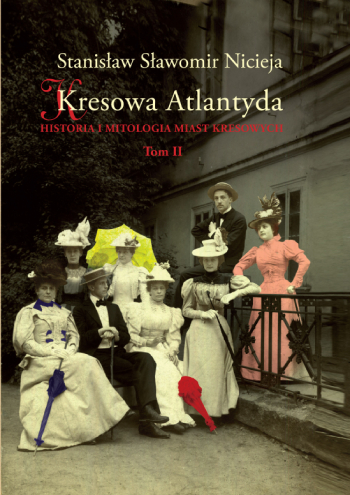 Stanisław Sławomir Nicieja
Kresowa Atlantyda
HISTORIA I MITOLOGIA MIAST KRESOWYCH
Tom II